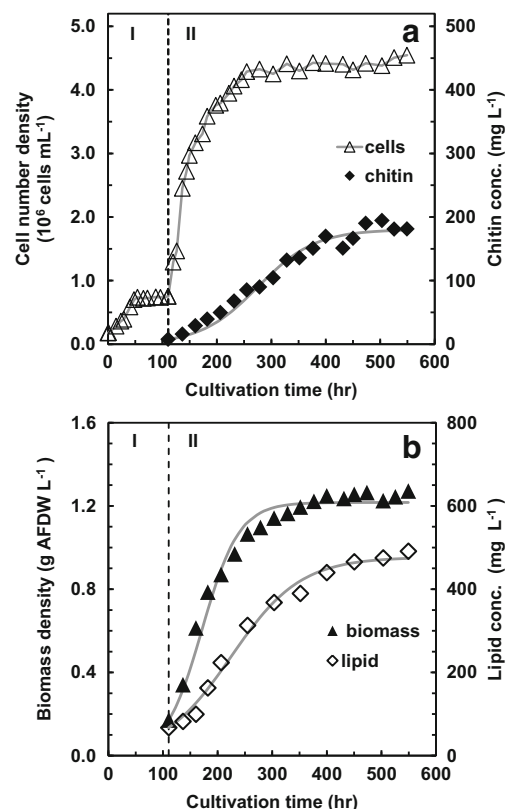 I II a
5.0 500
4.0 400
3.0 300
2.0 200
1.0 100
0.0 0
cells
chitin
Cell number density
(10⁶ cells mL⁻¹)
Chitin conc. (mg L⁻¹)
0 100 200 300 400 500 600
Cultivation time (hr)
I II b
1.6 800
1.2 600
0.8 400
0.4 200
0.0 0
biomass
lipid
Biomass density (g AFDW L⁻¹)
Lipid conc. (mg L⁻¹)
0 100 200 300 400 500 600
Cultivation time (hr)